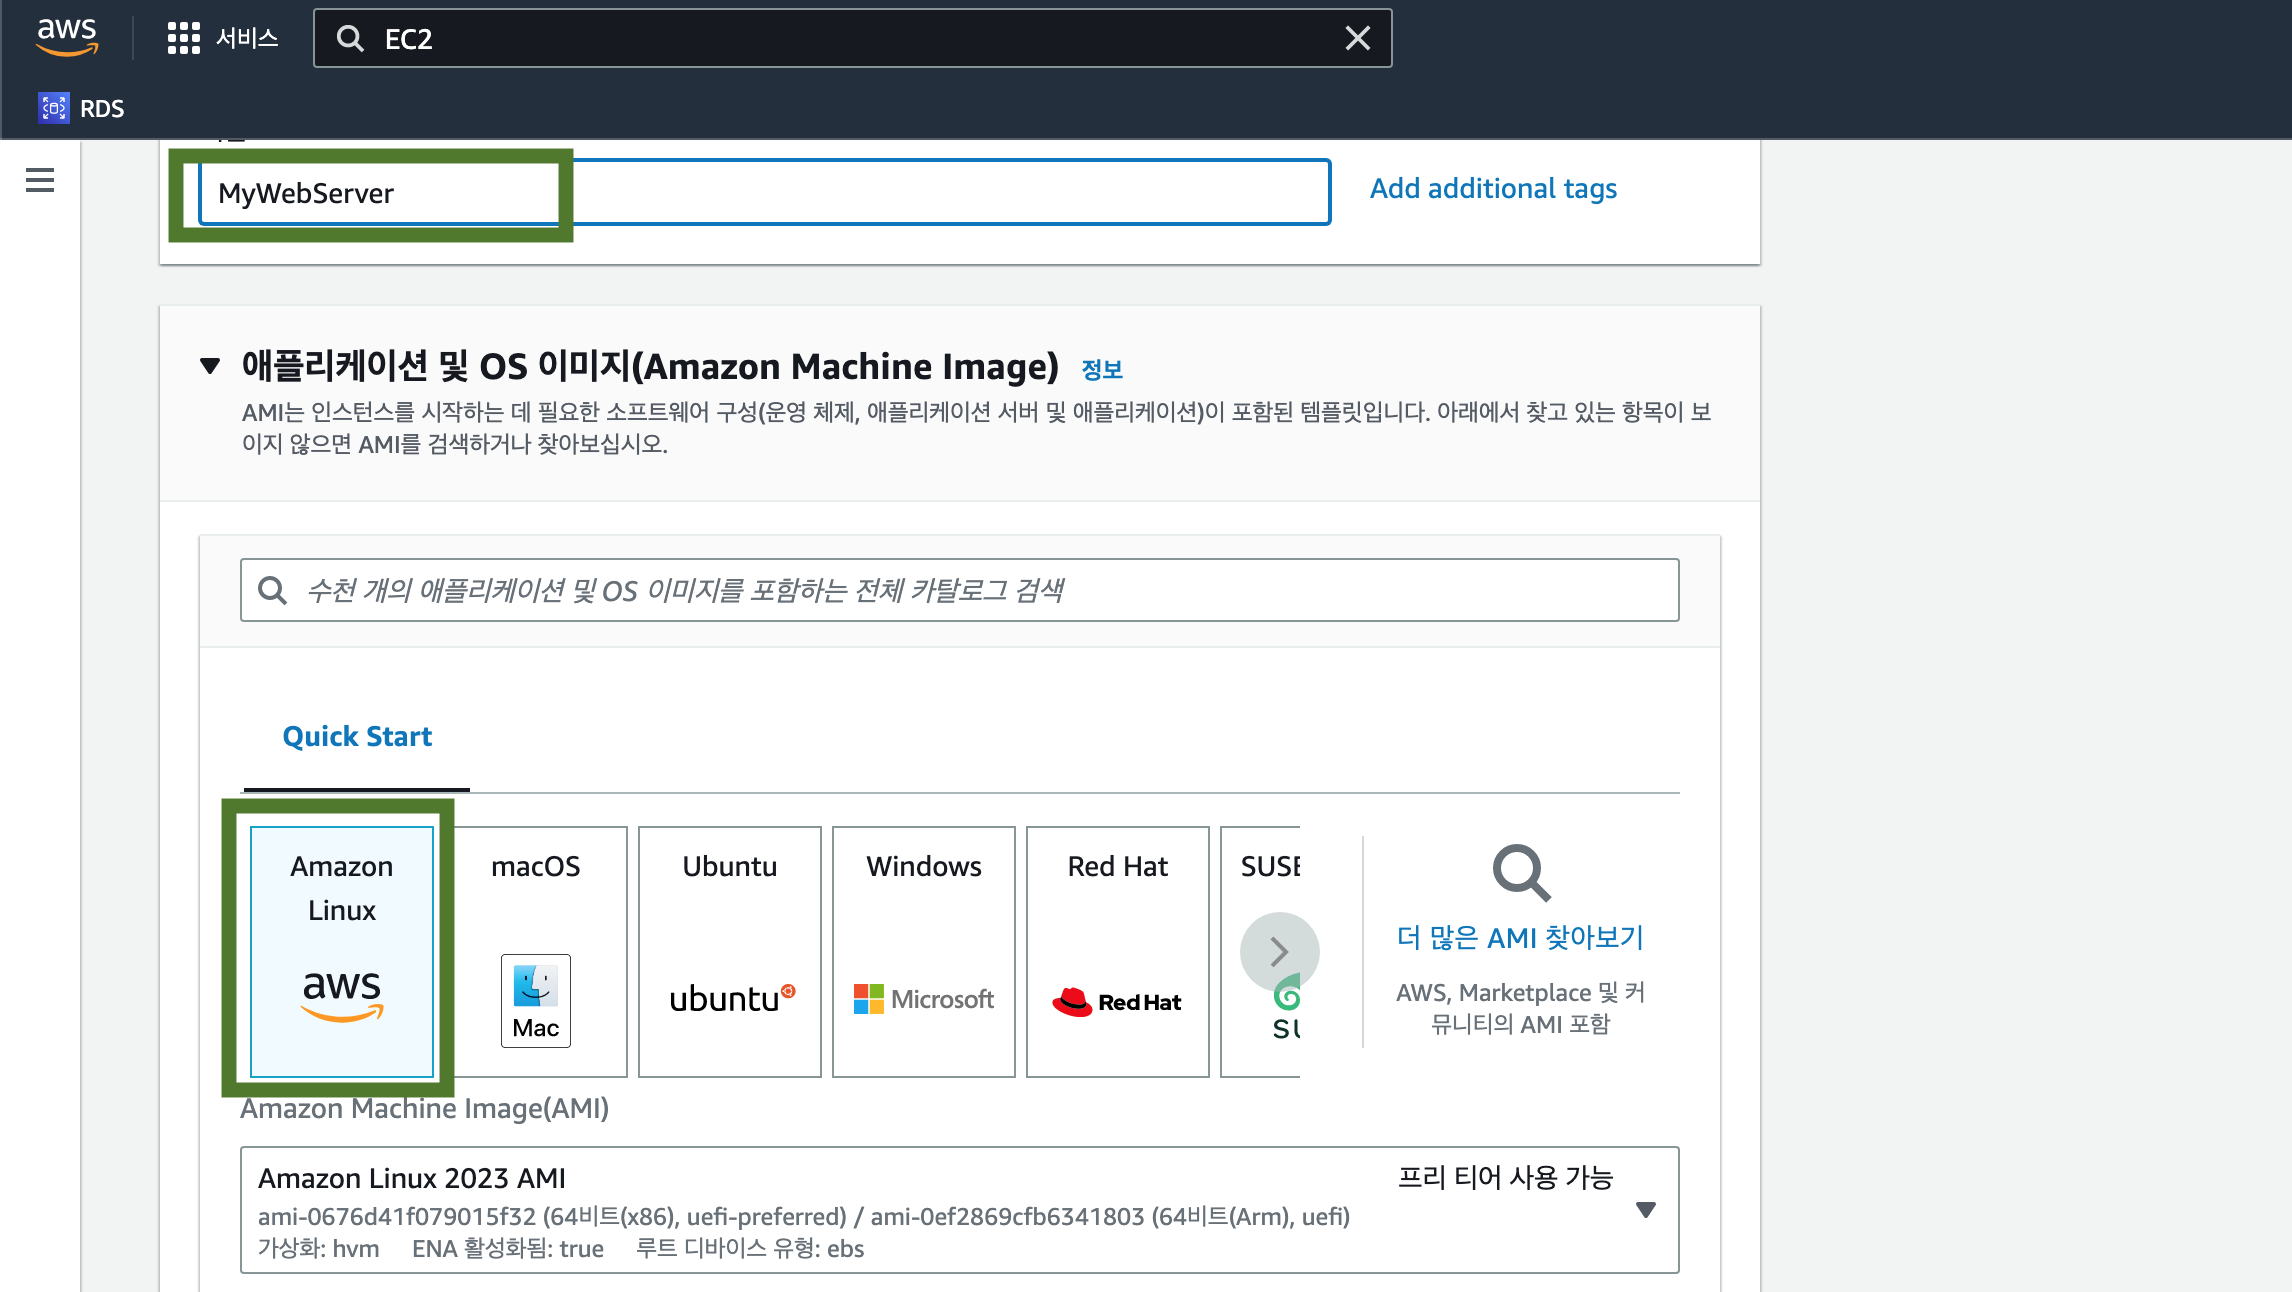 aws
서비스
EC2
RDS
MyWebServer
Add additional tags
애플리케이션 및 OS 이미지(Amazon Machine Image) 정보
AMI는 인스턴스를 시작하는 데 필요한 소프트웨어 구성(운영 체제, 애플리케이션 서버 및 애플리케이션)이 포함된 템플릿입니다. 아래에서 찾고 있는 항목이 보
이지 않으면 AMI를 검색하거나 찾아보십시오.
수천 개의 애플리케이션 및 OS 이미지를 포함하는 전체 카탈로그 검색
Quick Start
Amazon
Linux
aws
macOS
Mac
Ubuntu
ubuntu
Windows
Microsoft
Red Hat
Red Hat
SUSE
SU
더 많은 AMI 찾아보기
AWS, Marketplace 및 커
뮤니티의 AMI 포함
Amazon Machine Image(AMI)
Amazon Linux 2023 AMI
프리 티어 사용 가능
ami-0676d41f079015f32 (64비트(x86), uefi-preferred) / ami-0ef2869cfb6341803 (64비트(Arm), uefi)
가상화: hvm ENA 활성화됨: true 루트 디바이스 유형: ebs